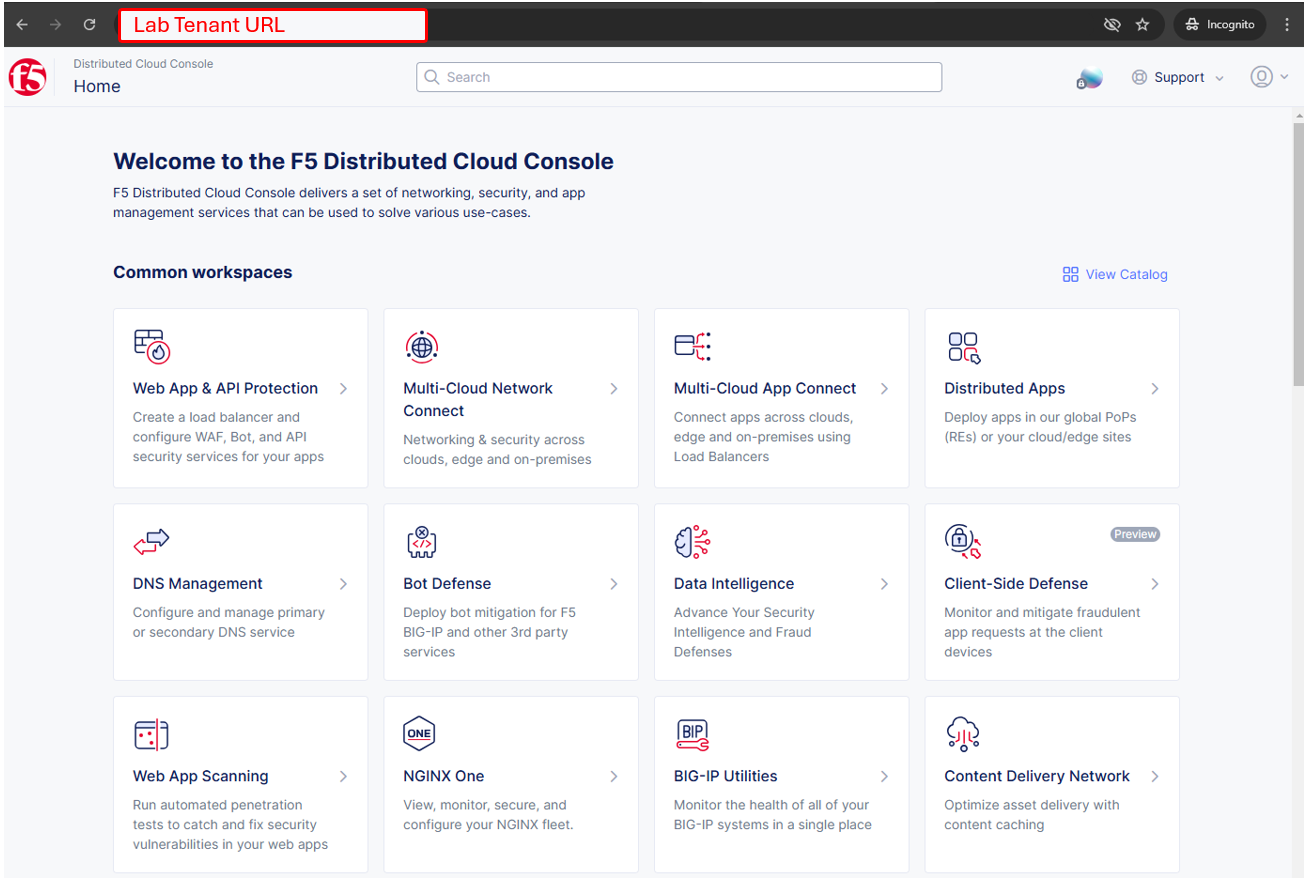 Lab Tenant URL
Incognito
f5
Distributed Cloud Console
Home
Search
Support
Welcome to the F5 Distributed Cloud Console
F5 Distributed Cloud Console delivers a set of networking, security, and app
management services that can be used to solve various use-cases.
Common workspaces
View Catalog
Web App & API Protection
Create a load balancer and
configure WAF, Bot, and API
security services for your apps
Multi-Cloud Network
Connect
Networking & security across
clouds, edge and on-premises
Multi-Cloud App Connect
Connect apps across clouds,
edge and on-premises using
Load Balancers
Distributed Apps
Deploy apps in our global PoPs
(REs) or your cloud/edge sites
DNS Management
Configure and manage primary
or secondary DNS service
Bot Defense
Deploy bot mitigation for F5
BIG-IP and other 3rd party
services
Data Intelligence
Advance Your Security
Intelligence and Fraud
Defenses
Preview
Client-Side Defense
Monitor and mitigate fraudulent
app requests at the client
devices
Web App Scanning
Run automated penetration
tests to catch and fix security
vulnerabilities in your web apps
ONE
NGINX One
View, monitor, secure, and
configure your NGINX fleet.
BIP
BIG-IP Utilities
Monitor the health of all of your
BIG-IP systems in a single place
Content Delivery Network
Optimize asset delivery with
content caching